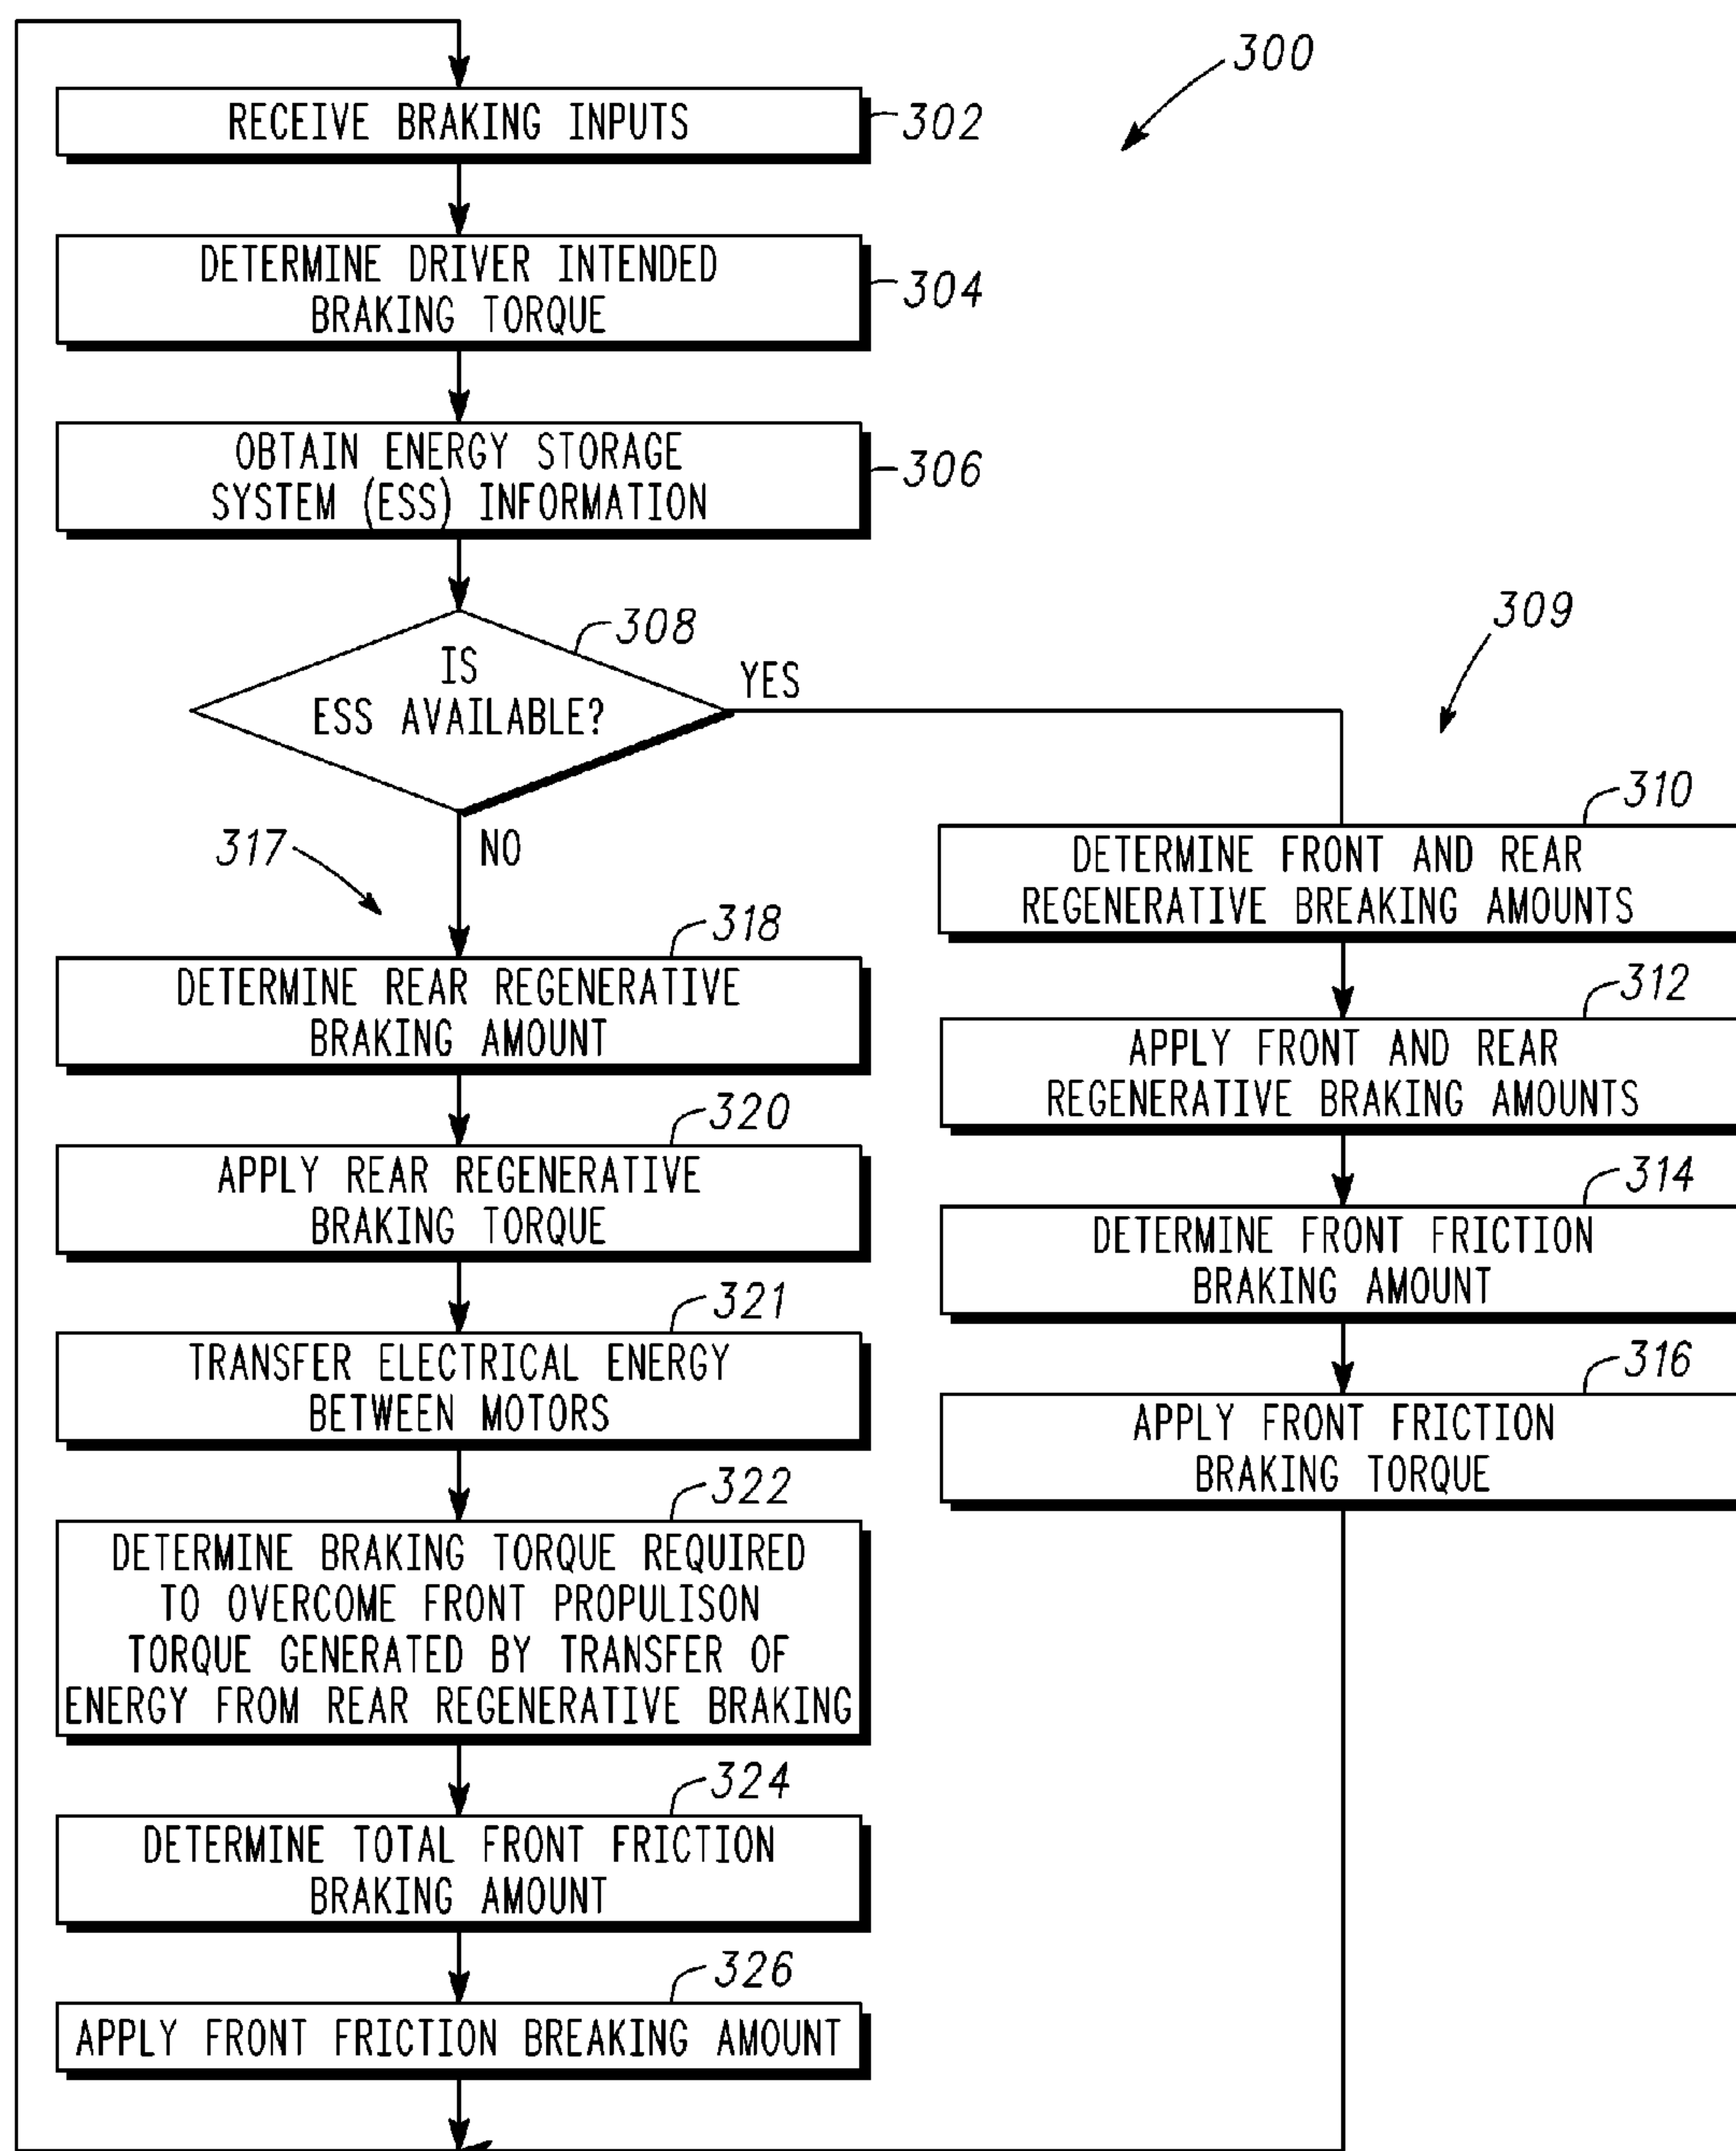 300
RECEIVE BRAKING INPUTS
302
DETERMINE DRIVER INTENDED
BRAKING TORQUE
304
OBTAIN ENERGY STORAGE
SYSTEM (ESS) INFORMATION
306
IS
ESS AVAILABLE?
308
YES
NO
309
310
DETERMINE FRONT AND REAR
REGENERATIVE BREAKING AMOUNTS
312
APPLY FRONT AND REAR
REGENERATIVE BRAKING AMOUNTS
314
DETERMINE FRONT FRICTION
BRAKING AMOUNT
316
APPLY FRONT FRICTION
BRAKING TORQUE
317
318
DETERMINE REAR REGENERATIVE
BRAKING AMOUNT
320
APPLY REAR REGENERATIVE
BRAKING TORQUE
321
TRANSFER ELECTRICAL ENERGY
BETWEEN MOTORS
322
DETERMINE BRAKING TORQUE REQUIRED
TO OVERCOME FRONT PROPULISON
TORQUE GENERATED BY TRANSFER OF
ENERGY FROM REAR REGENERATIVE BRAKING
324
DETERMINE TOTAL FRONT FRICTION
BRAKING AMOUNT
326
APPLY FRONT FRICTION BREAKING AMOUNT